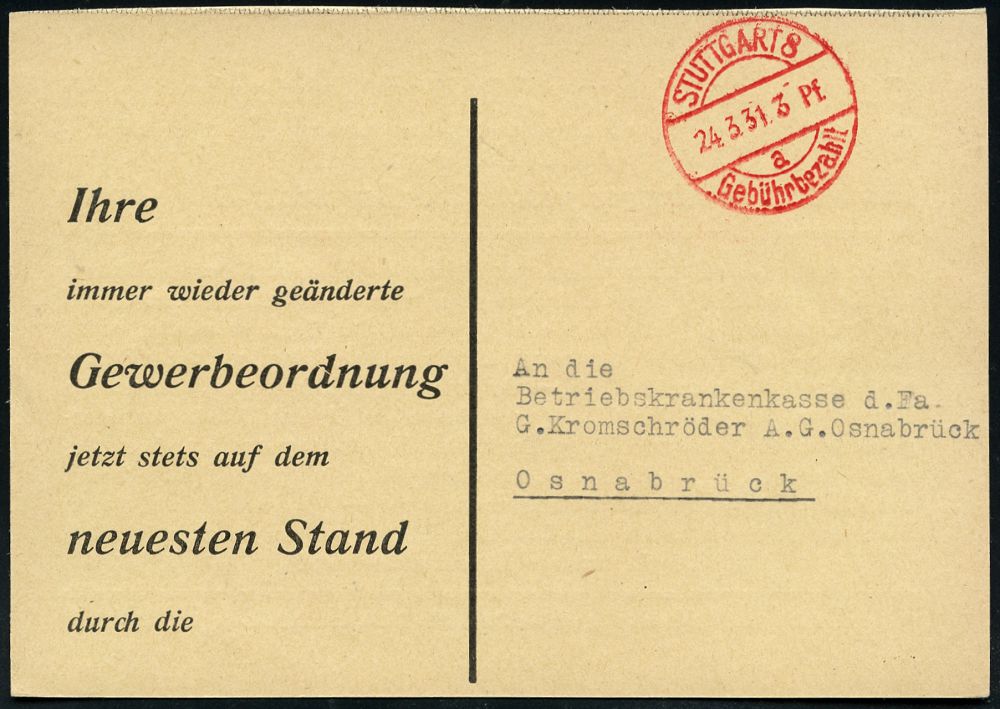 Ihre
immer wieder geänderte
Gewerbeordnung
jetzt stets auf dem
neuesten Stand
durch die
STUTTGART 8
24.3.31. 3 Pf.
a
Gebührbezahlt
An die
Betriebskrankenkasse d.Fa.
G.Kromschröder A.G.Osnabrück
Osnabrück